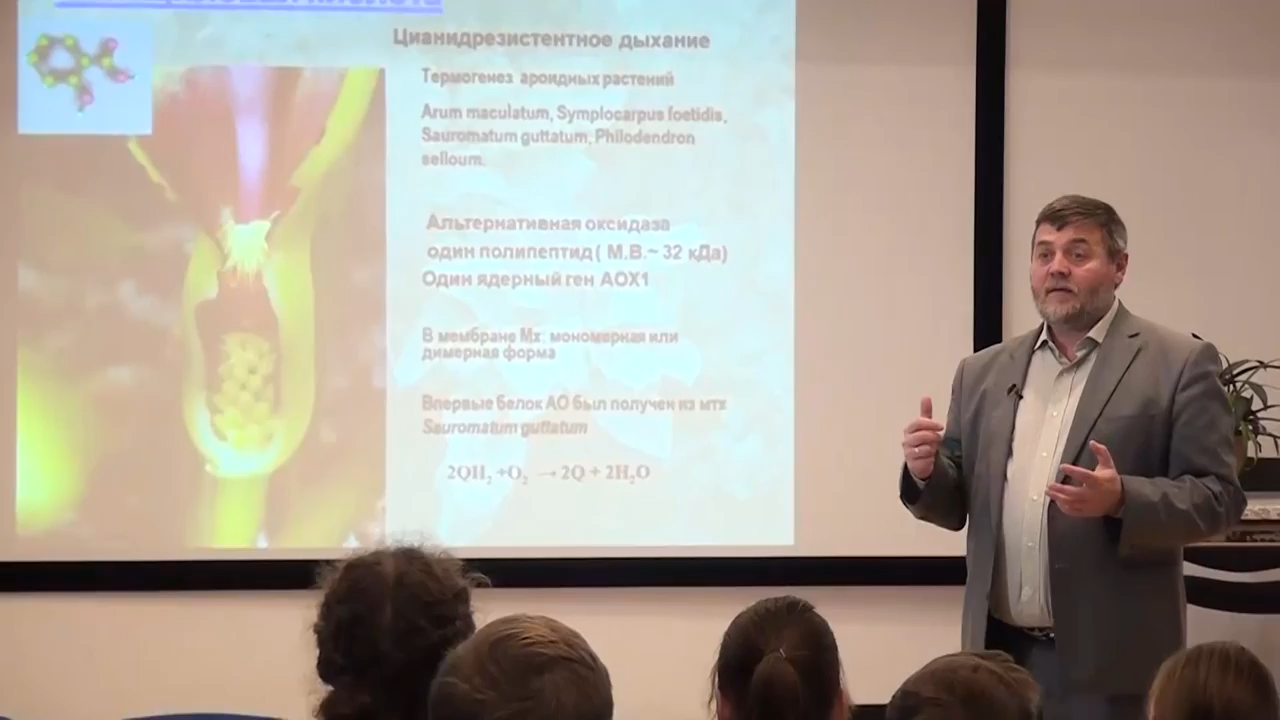 Цианидрезистентное дыхание
Термогенез ароидных растений
Arum maculatum, Symplocarpus foetidis,
Sauromatum guttatum, Philodendron
selloum.
Альтернативная оксидаза
один полипептид ( М.В.~ 32 кДа)
Один ядерный ген АОХ1
В мембране Мх: мономерная или
димерная форма
Впервые белок АО был получен из мтх
Sauromatum guttatum
2QH₂ +O₂ → 2Q + 2H₂O